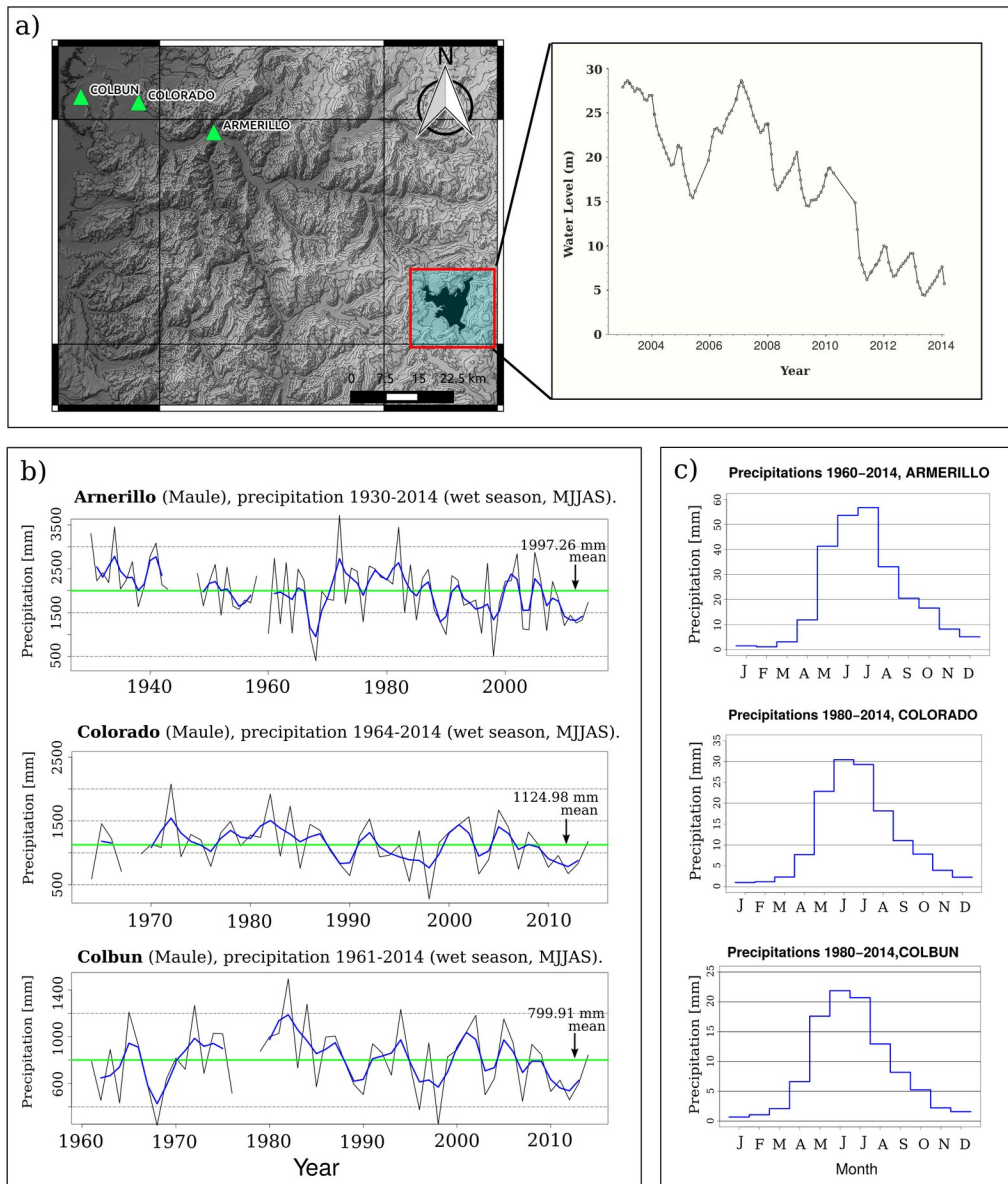 a)
COLBUN
COLORADO
ARMERILLO
N
0 7.5 15 22.5 km
30
25
20
15
10
5
0
Water Level (m)
2004 2006 2008 2010 2012 2014
Year
b)
Arnerillo (Maule), precipitation 1930-2014 (wet season, MJJAS).
Precipitation [mm]
3500
2500
1500
500
1997.26 mm
mean
1940 1960 1980 2000
Colorado (Maule), precipitation 1964-2014 (wet season, MJJAS).
Precipitation [mm]
2500
1500
500
1124.98 mm
mean
1970 1980 1990 2000 2010
Colbun (Maule), precipitation 1961-2014 (wet season, MJJAS).
Precipitation [mm]
1400
1000
600
799.91 mm
mean
1960 1970 1980 1990 2000 2010
Year
c)
Precipitations 1960−2014, ARMERILLO
Precipitation [mm]
60
50
40
30
20
10
0
J F M A M J J A S O N D
Precipitations 1980−2014, COLORADO
Precipitation [mm]
35
30
25
20
15
10
5
0
J F M A M J J A S O N D
Precipitations 1980−2014,COLBUN
Precipitation [mm]
25
20
15
10
5
0
J F M A M J J A S O N D
Month